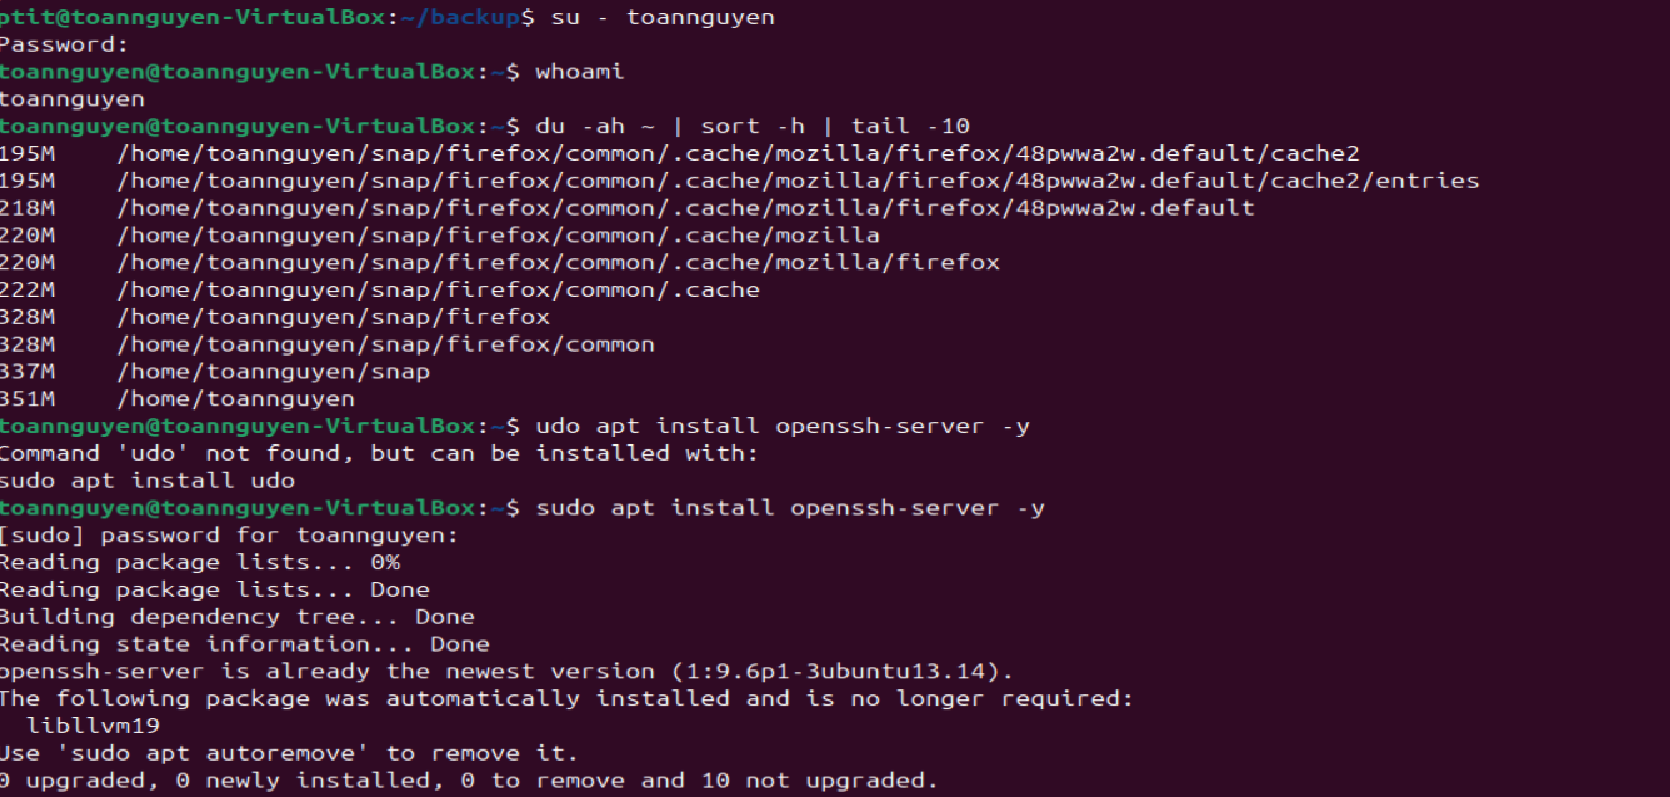 ptit@toannguyen-VirtualBox:~/backup$ su - toannguyen
Password:
toannguyen@toannguyen-VirtualBox:~$ whoami
toannguyen
toannguyen@toannguyen-VirtualBox:~$ du -ah ~ | sort -h | tail -10
195M    /home/toannguyen/snap/firefox/common/.cache/mozilla/firefox/48pwwa2w.default/cache2
195M    /home/toannguyen/snap/firefox/common/.cache/mozilla/firefox/48pwwa2w.default/cache2/entries
218M    /home/toannguyen/snap/firefox/common/.cache/mozilla/firefox/48pwwa2w.default
220M    /home/toannguyen/snap/firefox/common/.cache/mozilla
220M    /home/toannguyen/snap/firefox/common/.cache/mozilla/firefox
222M    /home/toannguyen/snap/firefox/common/.cache
328M    /home/toannguyen/snap/firefox
328M    /home/toannguyen/snap/firefox/common
337M    /home/toannguyen/snap
351M    /home/toannguyen
toannguyen@toannguyen-VirtualBox:~$ udo apt install openssh-server -y
Command 'udo' not found, but can be installed with:
sudo apt install udo
toannguyen@toannguyen-VirtualBox:~$ sudo apt install openssh-server -y
[sudo] password for toannguyen:
Reading package lists... 0%
Reading package lists... Done
Building dependency tree... Done
Reading state information... Done
openssh-server is already the newest version (1:9.6p1-3ubuntu13.14).
The following package was automatically installed and is no longer required:
  libllvm19
Use 'sudo apt autoremove' to remove it.
0 upgraded, 0 newly installed, 0 to remove and 10 not upgraded.